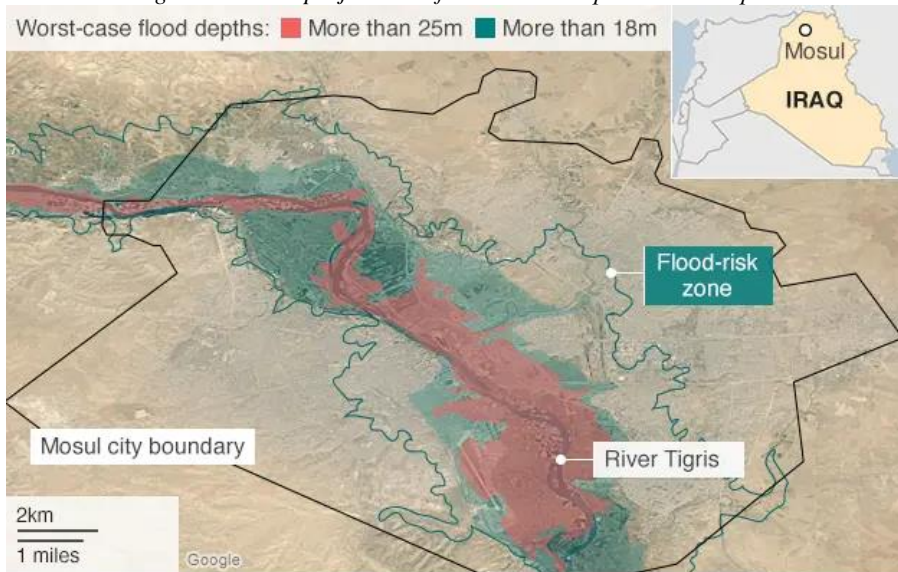 Worst-case flood depths: More than 25m More than 18m
Mosul
IRAQ
Flood-risk
zone
Mosul city boundary
River Tigris
2km
1 miles
Google